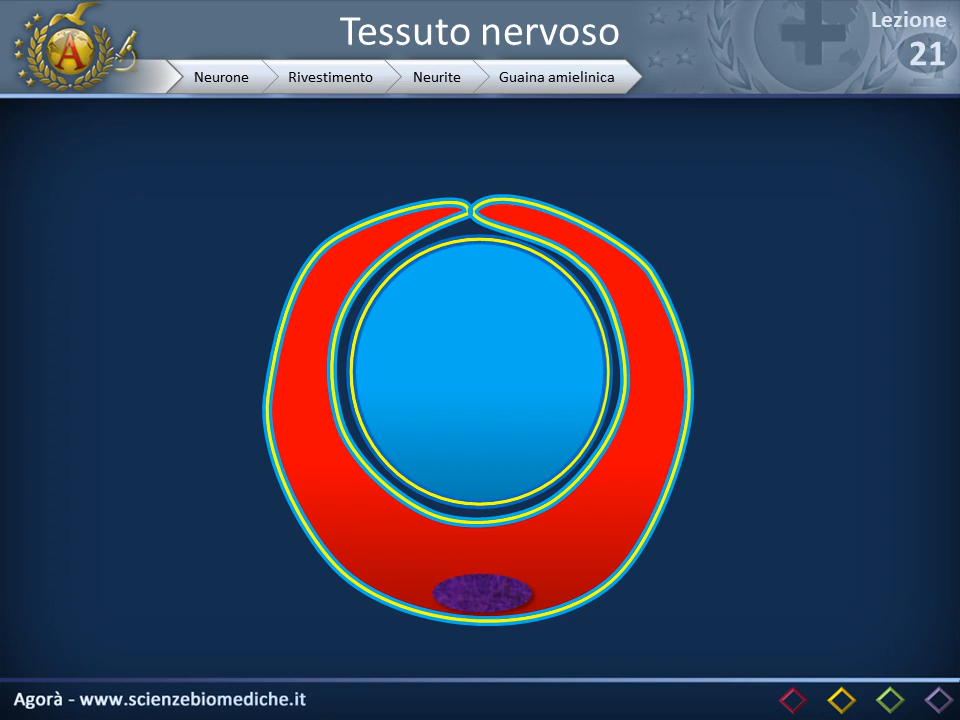 Tessuto nervoso
Lezione
21
A
Neurone Rivestimento Neurite Guaina amielinica
Agorà - www.scienzebiomediche.it